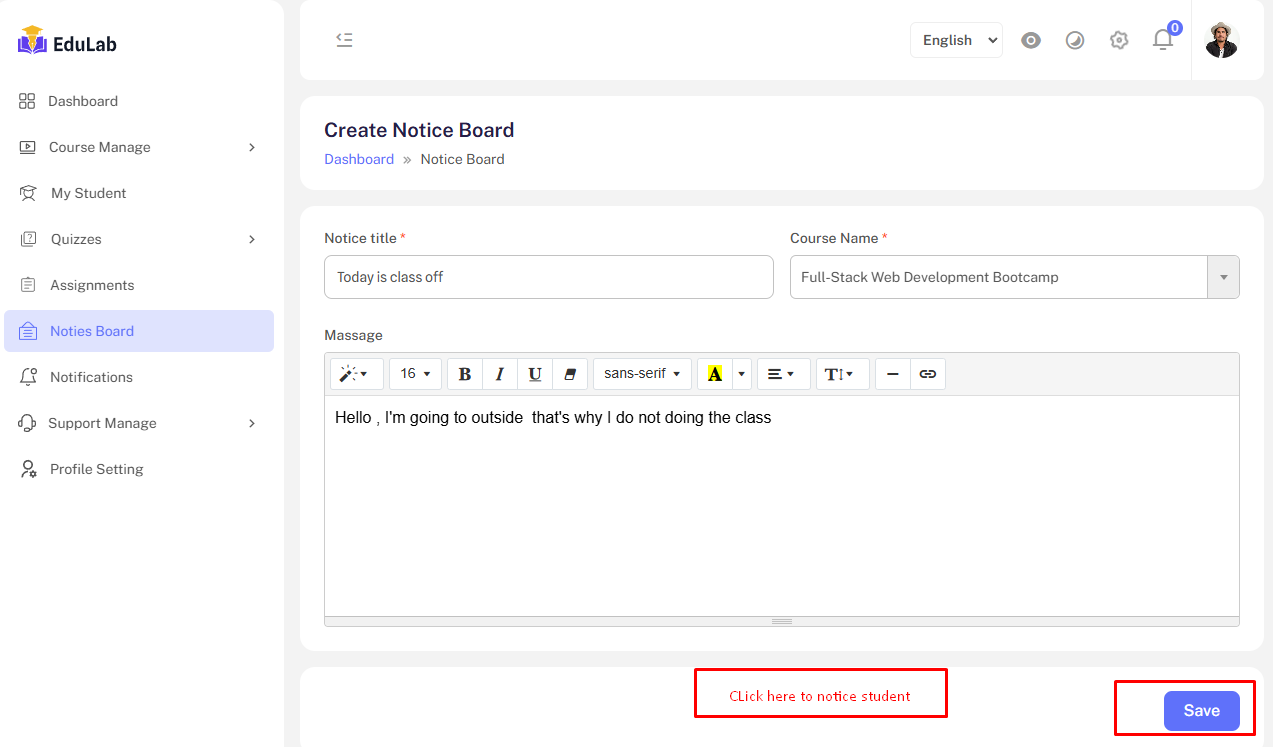 EduLab
English
0
Dashboard
Course Manage
My Student
Quizzes
Assignments
Noties Board
Notifications
Support Manage
Profile Setting
Create Notice Board
Dashboard » Notice Board
Notice title *
Course Name *
Today is class off
Full-Stack Web Development Bootcamp
Massage
16 B I U sans-serif A T
Hello , I'm going to outside  that's why I do not doing the class
CLick here to notice student
Save